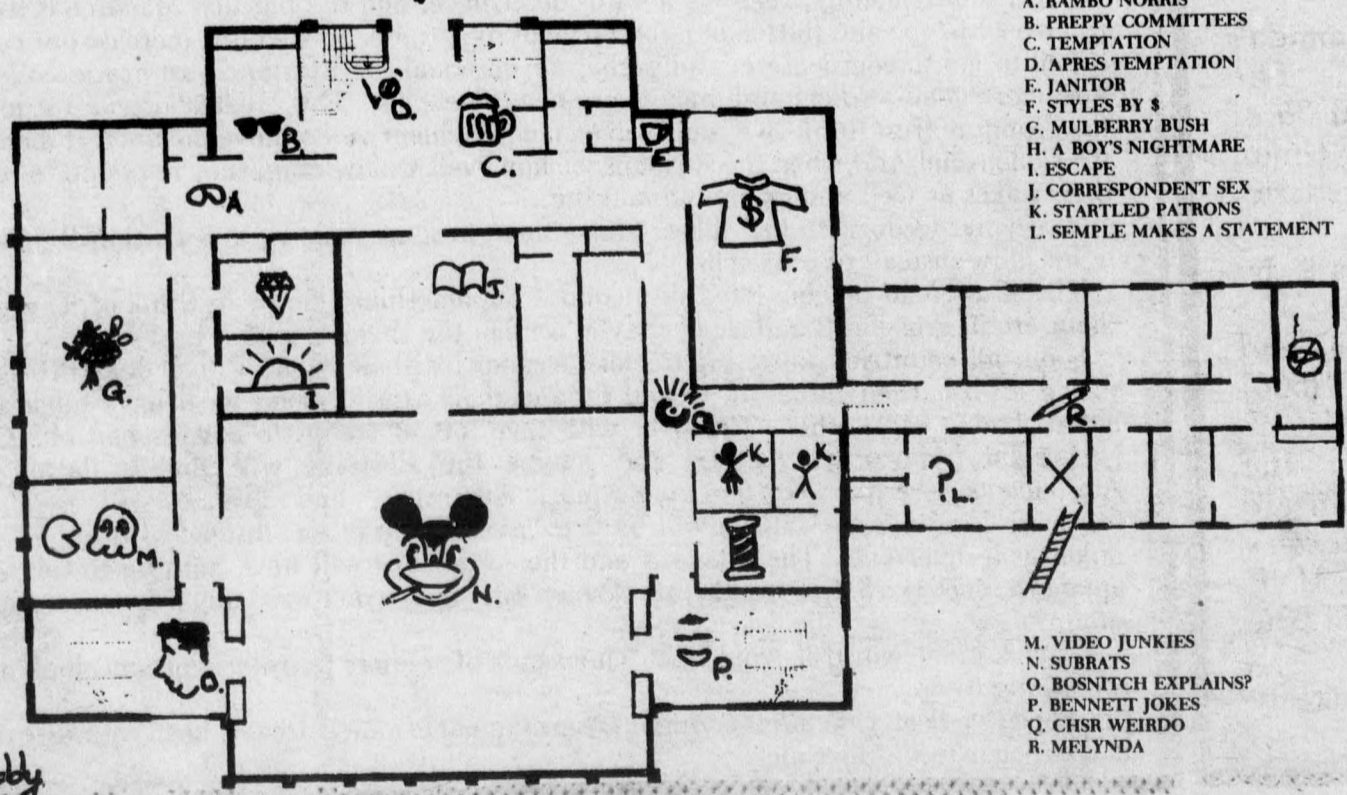 A. RAMBO NORRIS
B. PREPPY COMMITTEES
C. TEMPTATION
D. APRES TEMPTATION
E. JANITOR
F. STYLES BY $
G. MULBERRY BUSH
H. A BOY'S NIGHTMARE
I. ESCAPE
J. CORRESPONDENT SEX
K. STARTLED PATRONS
L. SEMPLE MAKES A STATEMENT
D.
B.
C.
E
A
$
F.
J.
G
I
Q.
R.
K.
K.
?
L.
M
N
O.
P.
M. VIDEO JUNKIES
N. SUBRATS
O. BOSNITCH EXPLAINS?
P. BENNETT JOKES
Q. CHSR WEIRDO
R. MELYNDA